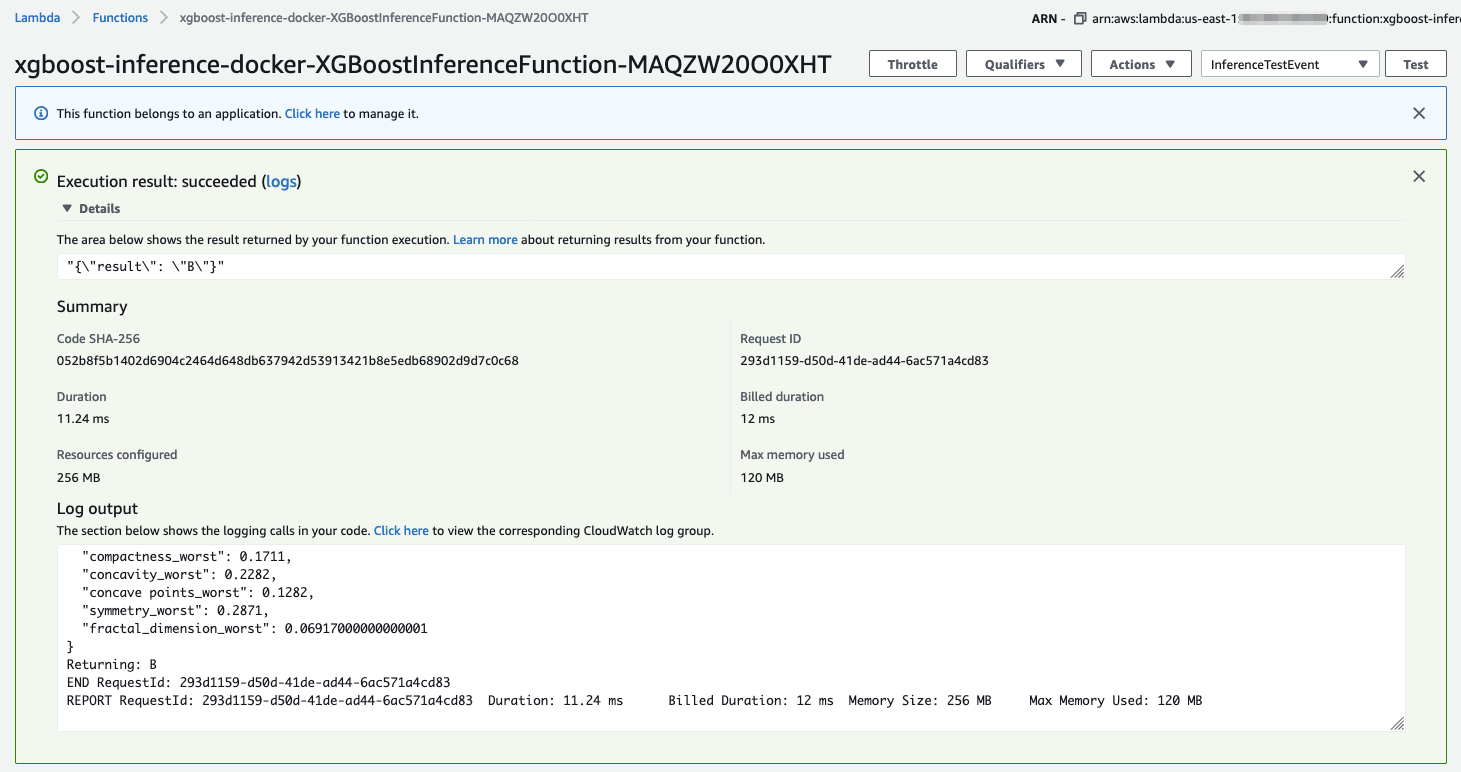 Lambda > Functions > xgboost-inference-docker-XGBoostInferenceFunction-MAQZW20O0XHT
ARN - arn:aws:lambda:us-east-1: :function:xgboost-infere
xgboost-inference-docker-XGBoostInferenceFunction-MAQZW20O0XHT
Throttle Qualifiers Actions InferenceTestEvent Test
This function belongs to an application. Click here to manage it.
Execution result: succeeded (logs)
Details
The area below shows the result returned by your function execution. Learn more about returning results from your function.
"{\"result\": \"B\"}"
Summary
Code SHA-256
052b8f5b1402d6904c2464d648db637942d53913421b8e5edb68902d9d7c0c68
Request ID
293d1159-d50d-41de-ad44-6ac571a4cd83
Duration
11.24 ms
Billed duration
12 ms
Resources configured
256 MB
Max memory used
120 MB
Log output
The section below shows the logging calls in your code. Click here to view the corresponding CloudWatch log group.
"compactness_worst": 0.1711,
"concavity_worst": 0.2282,
"concave points_worst": 0.1282,
"symmetry_worst": 0.2871,
"fractal_dimension_worst": 0.06917000000000001
}
Returning: B
END RequestId: 293d1159-d50d-41de-ad44-6ac571a4cd83
REPORT RequestId: 293d1159-d50d-41de-ad44-6ac571a4cd83 Duration: 11.24 ms Billed Duration: 12 ms Memory Size: 256 MB Max Memory Used: 120 MB